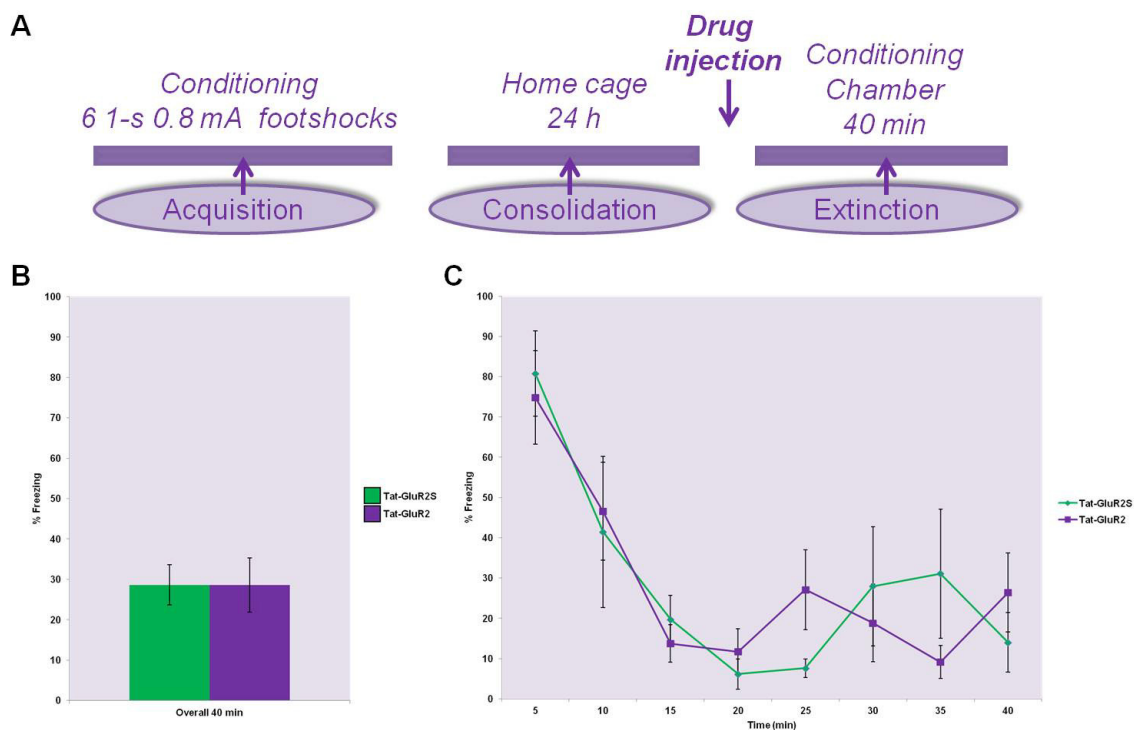 A
Conditioning
6 1-s 0.8 mA footshocks
Home cage
24 h
Drug
injection
Conditioning
Chamber
40 min
Acquisition
Consolidation
Extinction
B
100
90
80
70
60
50
40
30
20
10
0
% Freezing
Overall 40 min
Tat-GluR2S
Tat-GluR2
C
100
90
80
70
60
50
40
30
20
10
0
% Freezing
5 10 15 20 25 30 35 40
Time (min)
Tat-GluR2S
Tat-GluR2